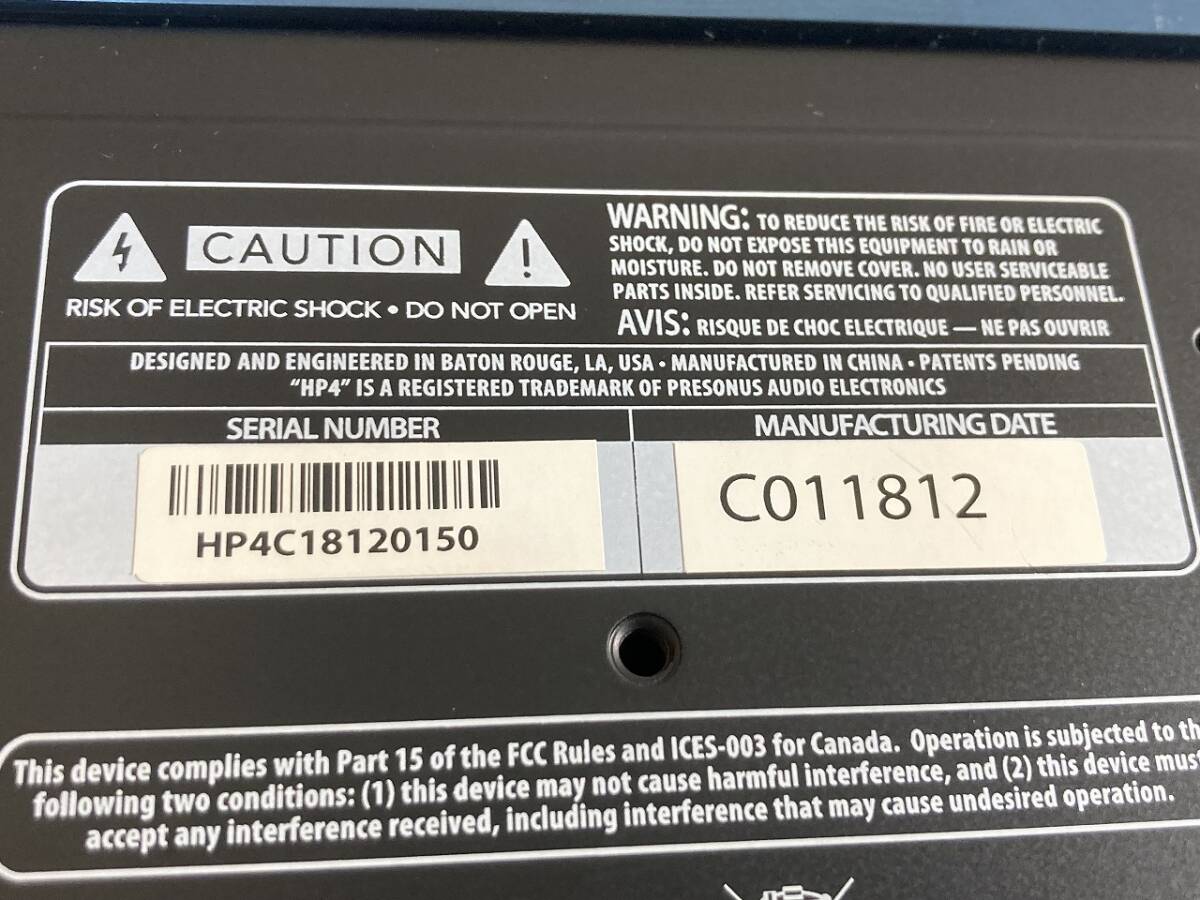 CAUTION
RISK OF ELECTRIC SHOCK • DO NOT OPEN
WARNING: TO REDUCE THE RISK OF FIRE OR ELECTRIC
SHOCK, DO NOT EXPOSE THIS EQUIPMENT TO RAIN OR
MOISTURE. DO NOT REMOVE COVER. NO USER SERVICEABLE
PARTS INSIDE. REFER SERVICING TO QUALIFIED PERSONNEL.
AVIS: RISQUE DE CHOC ELECTRIQUE — NE PAS OUVRIR
DESIGNED AND ENGINEERED IN BATON ROUGE, LA, USA • MANUFACTURED IN CHINA • PATENTS PENDING
"HP4" IS A REGISTERED TRADEMARK OF PRESONUS AUDIO ELECTRONICS
SERIAL NUMBER
HP4C18120150
MANUFACTURING DATE
C011812
This device complies with Part 15 of the FCC Rules and ICES-003 for Canada. Operation is subjected to th
following two conditions: (1) this device may not cause harmful interference, and (2) this device must
accept any interference received, including interference that may cause undesired operation.